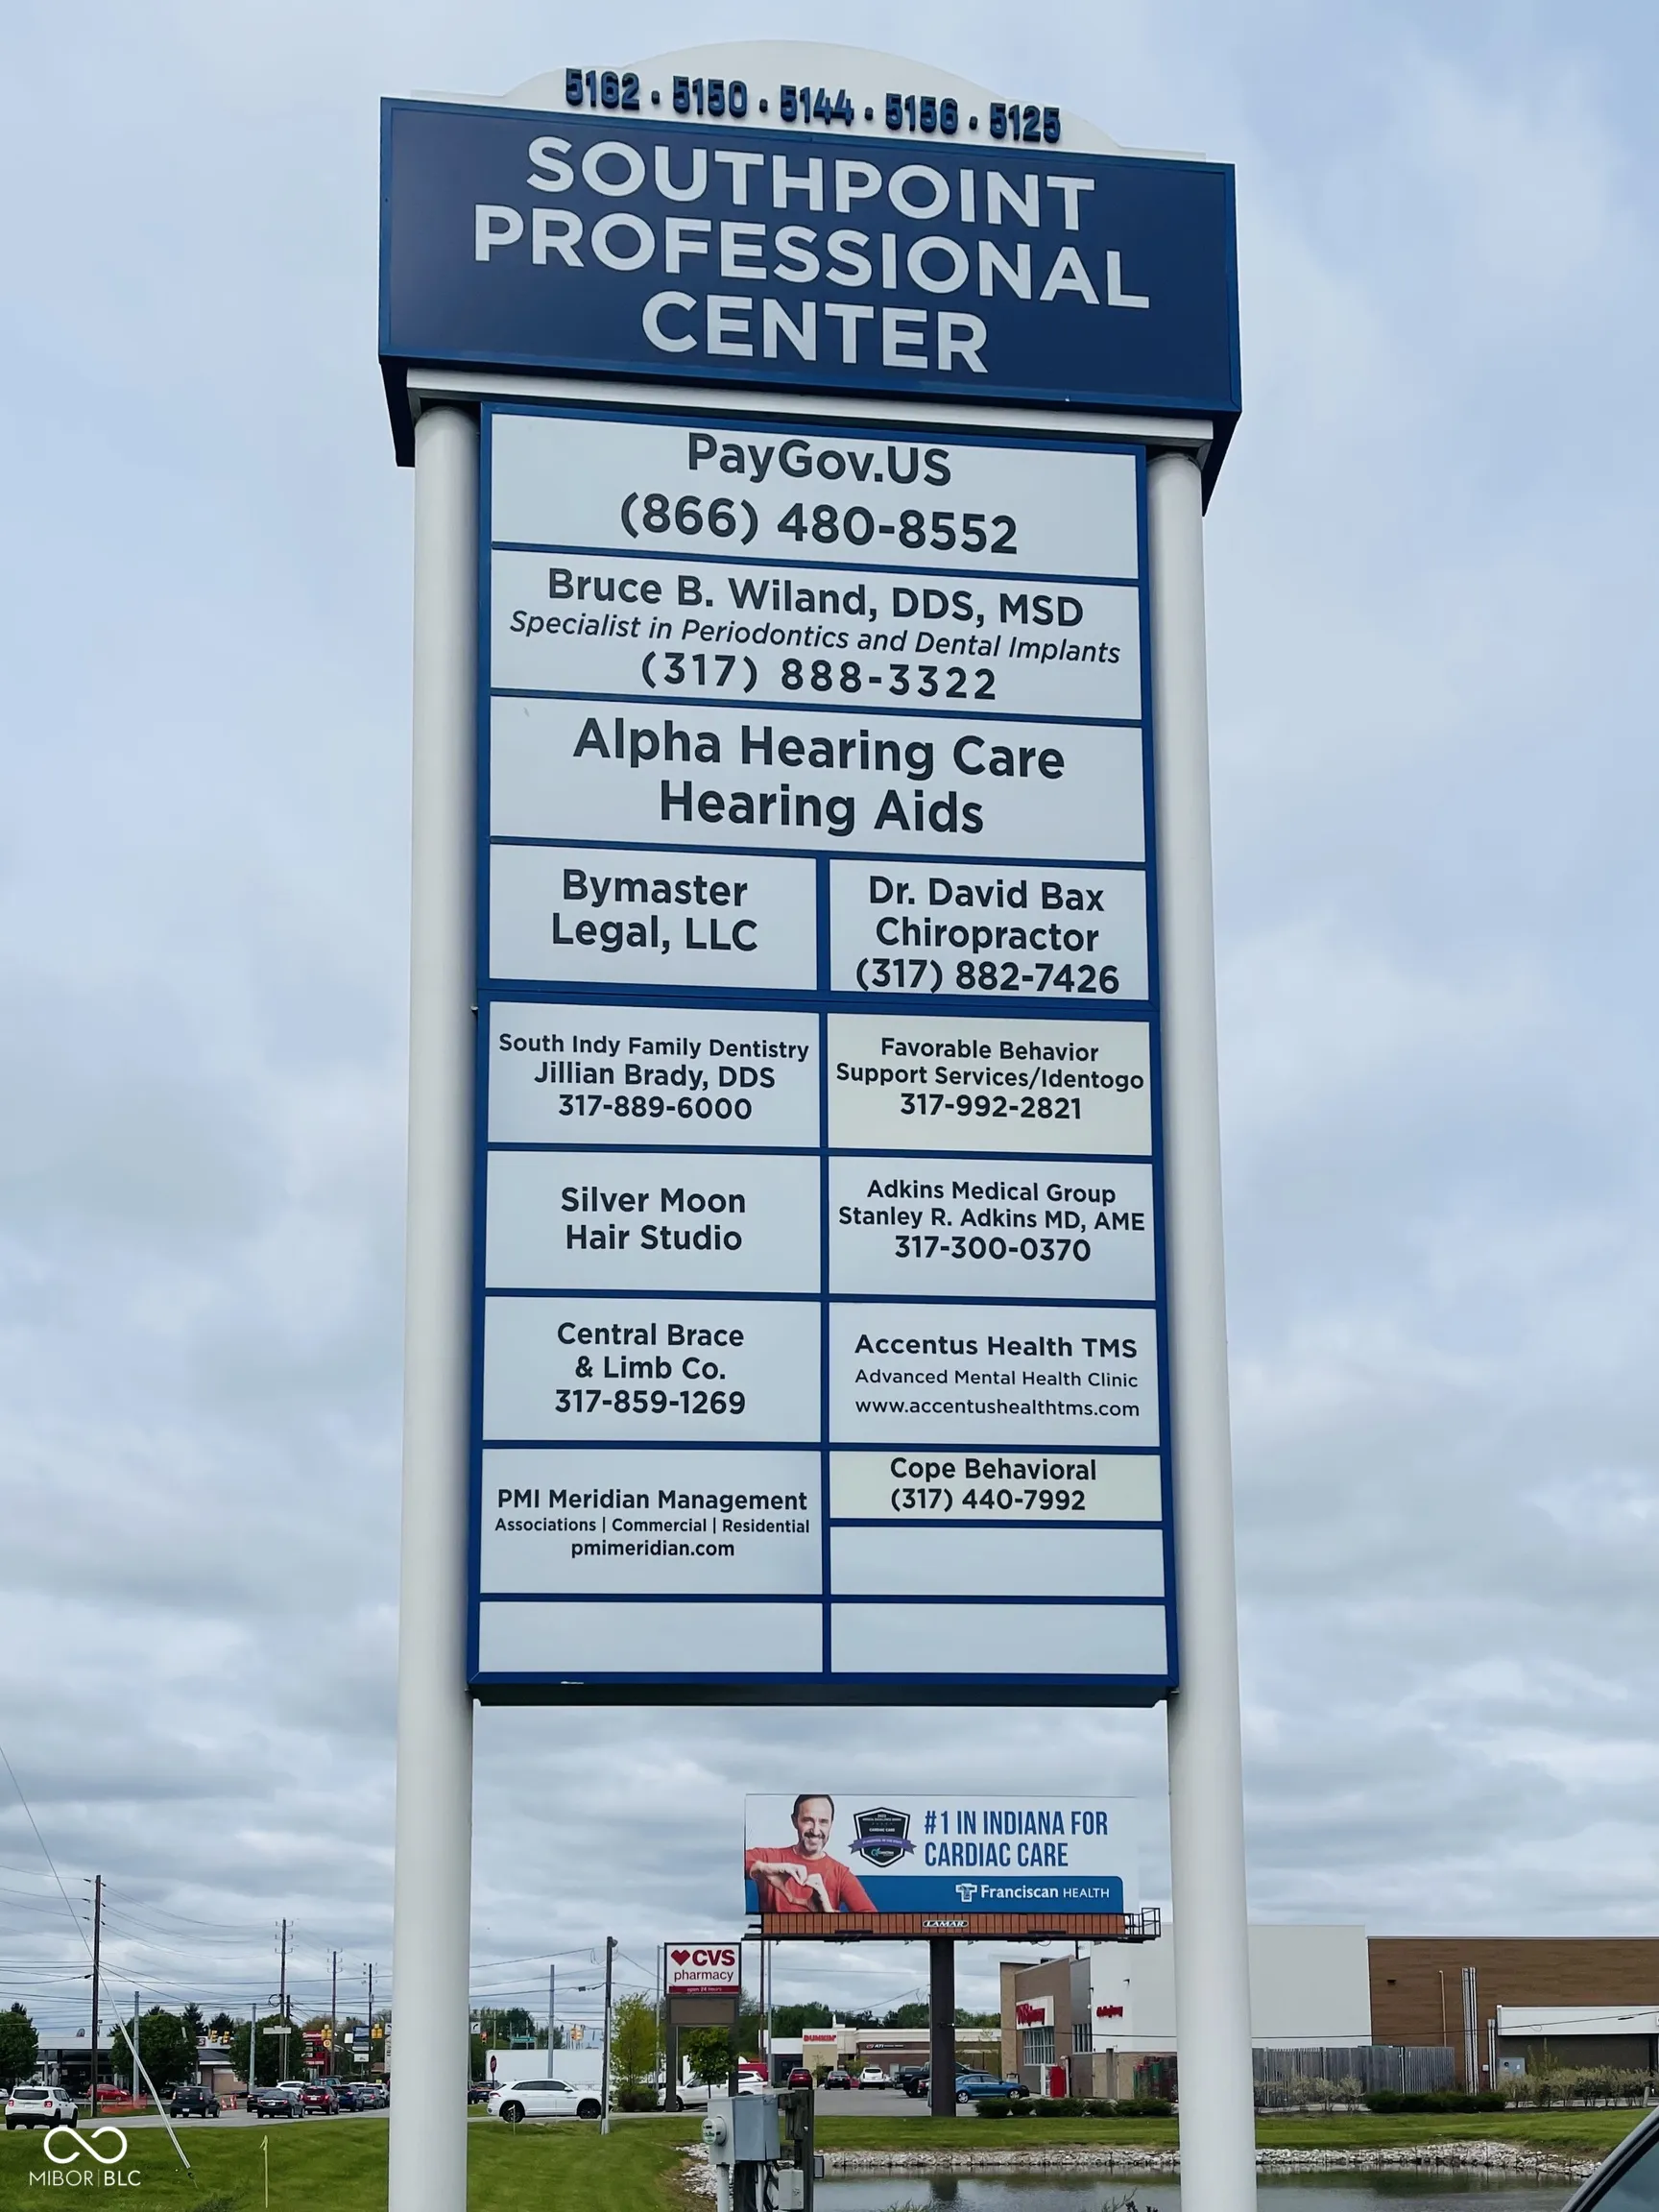 5162 · 5150 · 5144 · 5156 · 5125
SOUTHPOINT
PROFESSIONAL
CENTER
PayGov.US
(866) 480-8552
Bruce B. Wiland, DDS, MSD
Specialist in Periodontics and Dental Implants
(317) 888-3322
Alpha Hearing Care
Hearing Aids
Bymaster
Legal, LLC
Dr. David Bax
Chiropractor
(317) 882-7426
South Indy Family Dentistry
Jillian Brady, DDS
317-889-6000
Favorable Behavior
Support Services/Identogo
317-992-2821
Silver Moon
Hair Studio
Adkins Medical Group
Stanley R. Adkins MD, AME
317-300-0370
Central Brace
& Limb Co.
317-859-1269
Accentus Health TMS
Advanced Mental Health Clinic
www.accentushealthtms.com
PMI Meridian Management
Associations | Commercial | Residential
pmimeridian.com
Cope Behavioral
(317) 440-7992
#1 IN INDIANA FOR
CARDIAC CARE
Franciscan HEALTH
LAMAR
CVS
pharmacy
open 24 hours
DUNKIN'
MIBOR | BLC